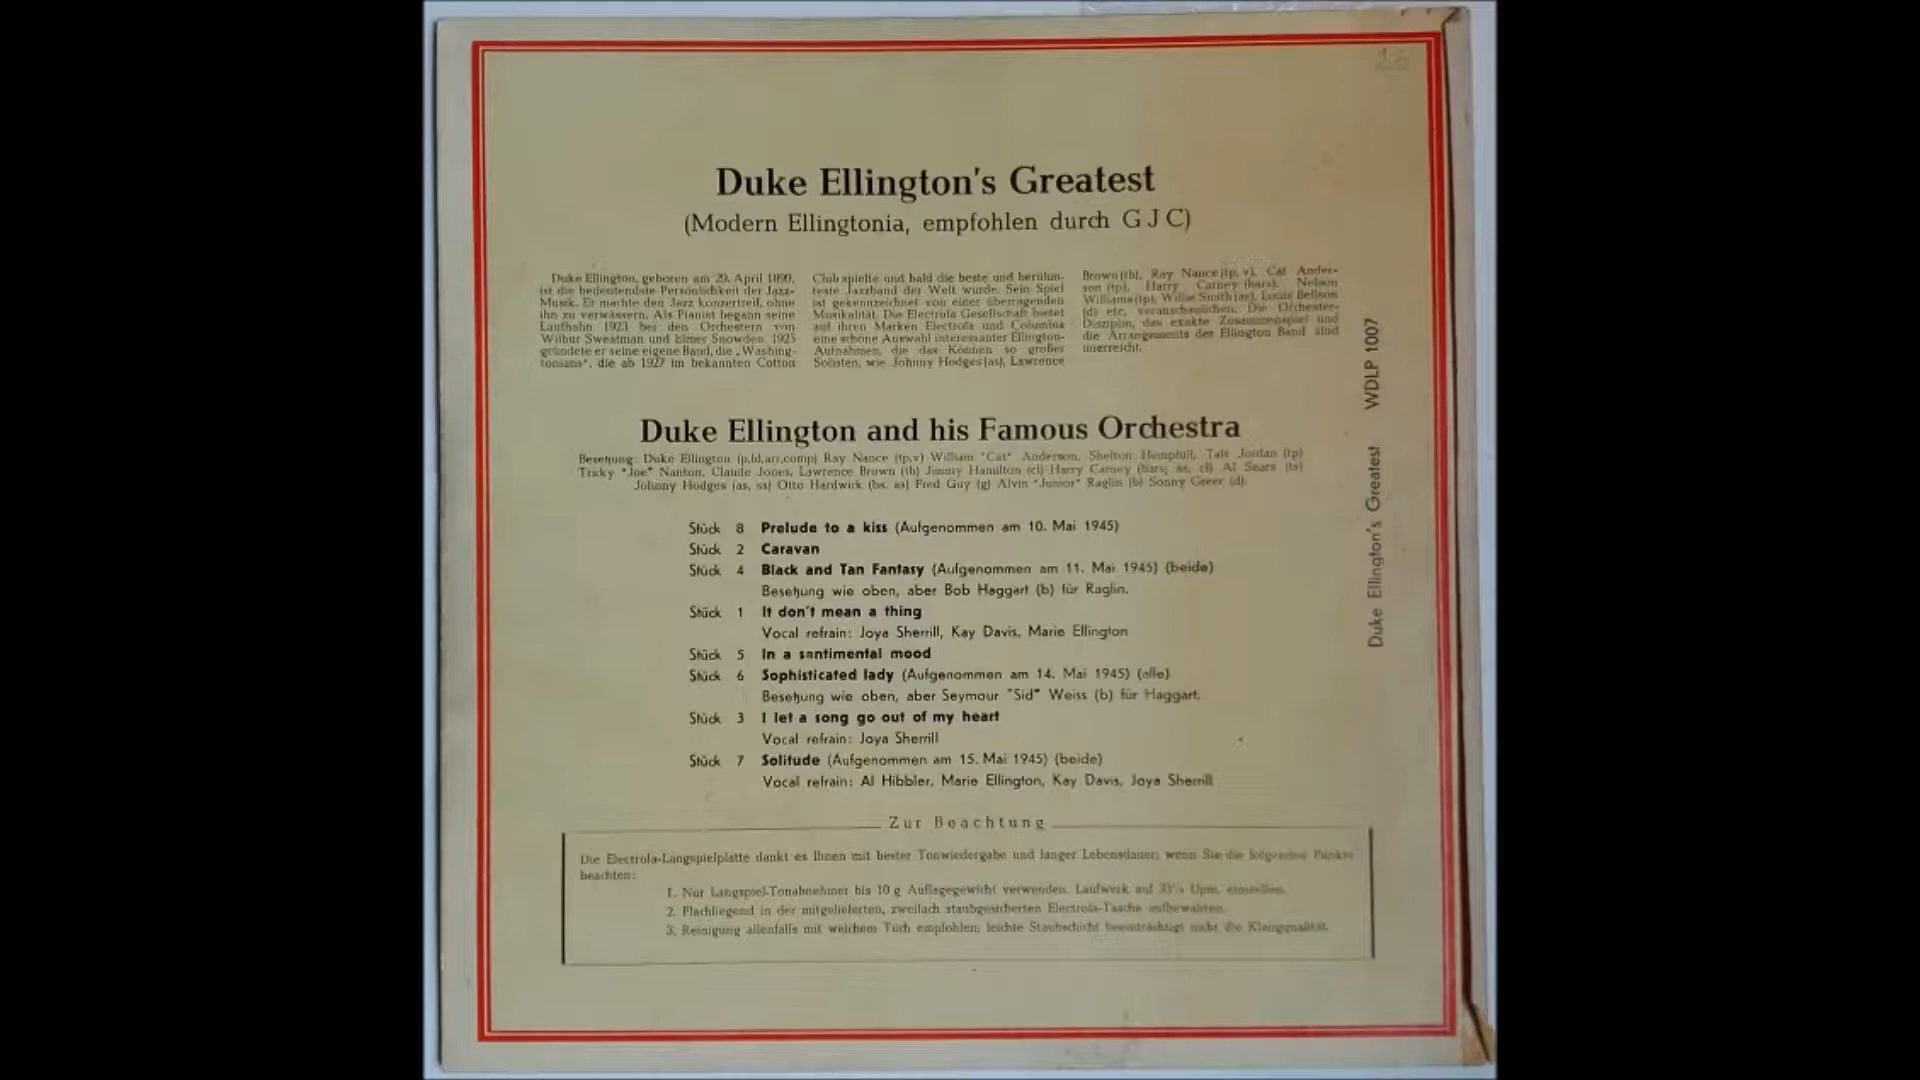 Duke Ellington's Greatest
(Modern Ellingtonia, empfohlen durch G J C)
Duke Ellington, geboren am 29. April 1899,
ist die bedeutendste Persönlichkeit der Jazz-
Musik. Er machte den Jazz konzertreif, ohne
ihn zu verwässern. Als Pianist begann seine
Laufbahn 1923 bei den Orchestern von
Wilbur Sweatman und Elmer Snowden. 1925
gründete er seine eigene Band, die „Washing-
tonians", die ab 1927 im bekannten Cotton
Club spielte und bald die beste und berühm-
teste Jazzband der Welt wurde. Sein Spiel
ist gekennzeichnet von einer überragenden
Musikalität. Die Electrola Gesellschaft bietet
auf ihren Marken Electrola und Columbia
eine schöne Auswahl interessanter Ellington-
Aufnahmen, die das Können so großer
Solisten, wie Johnny Hodges (as), Lawrence
Brown (tb), Ray Nance (tp, v), Cat Ander-
son (tp), Harry Carney (bars), Nelson
Williams (tp), Willie Smith (as), Louis Bellson
(d) etc. veranschaulichen. Die Orchester-
Disziplin, das exakte Zusammenspiel und
die Arrangements der Ellington Band sind
unerreicht.
Duke Ellington and his Famous Orchestra
Besetzung: Duke Ellington (p,ld,arr,comp) Ray Nance (tp,v) William "Cat" Anderson, Shelton Hemphill, Taft Jordan (tp)
Tricky "Joe" Nanton, Claude Jones, Lawrence Brown (tb) Jimmy Hamilton (cl) Harry Carney (bars, as, cl) Al Sears (ts)
Johnny Hodges (as, ss) Otto Hardwick (bs, as) Fred Guy (g) Alvin "Junior" Raglin (b) Sonny Greer (d).
Stück 8 Prelude to a kiss (Aufgenommen am 10. Mai 1945)
Stück 2 Caravan
Stück 4 Black and Tan Fantasy (Aufgenommen am 11. Mai 1945) (beide)
Besetzung wie oben, aber Bob Haggart (b) für Raglin.
Stück 1 It don't mean a thing
Vocal refrain: Joya Sherrill, Kay Davis, Marie Ellington
Stück 5 In a santimental mood
Stück 6 Sophisticated lady (Aufgenommen am 14. Mai 1945) (alle)
Besetzung wie oben, aber Seymour "Sid" Weiss (b) für Haggart.
Stück 3 I let a song go out of my heart
Vocal refrain: Joya Sherrill
Stück 7 Solitude (Aufgenommen am 15. Mai 1945) (beide)
Vocal refrain: Al Hibbler, Marie Ellington, Kay Davis, Joya Sherrill
Zur Beachtung
Die Electrola-Langspielplatte dankt es Ihnen mit bester Tonwiedergabe und langer Lebensdauer, wenn Sie die folgenden Punkte
beachten:
1. Nur Langspiel-Tonabnehmer bis 10 g Auflagegewicht verwenden. Laufwerk auf 33⅓ Upm. einstellen.
2. Flachliegend in der mitgelieferten, zweifach staubgesicherten Electrola-Tasche aufbewahren.
3. Reinigung allenfalls mit weichem Tuch empfohlen; leichte Staubschicht beeinträchtigt nicht die Klangqualität.
Duke Ellington's Greatest WDLP 1007